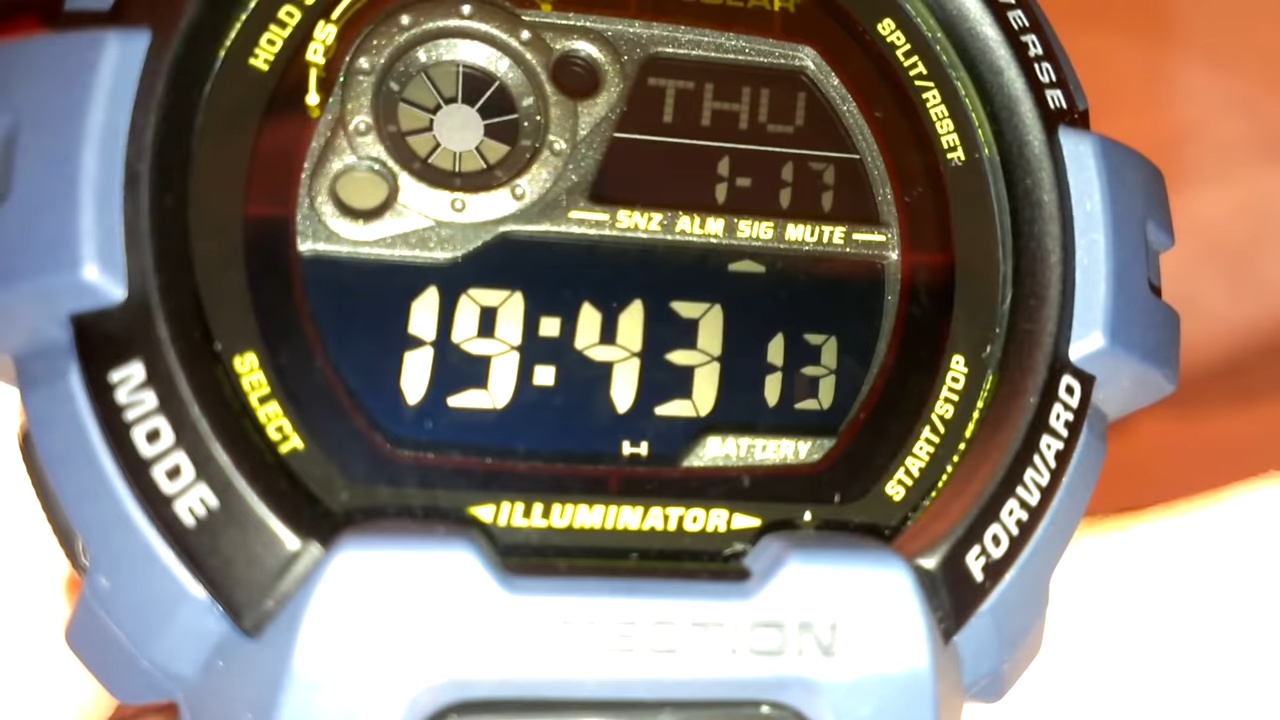 HOLD
PS
SPLIT/RESET
THU
1-17
SNZ ALM SIG MUTE
19:43 13
H
BATTERY
SELECT
START/STOP
MODE
FORWARD
ILLUMINATOR